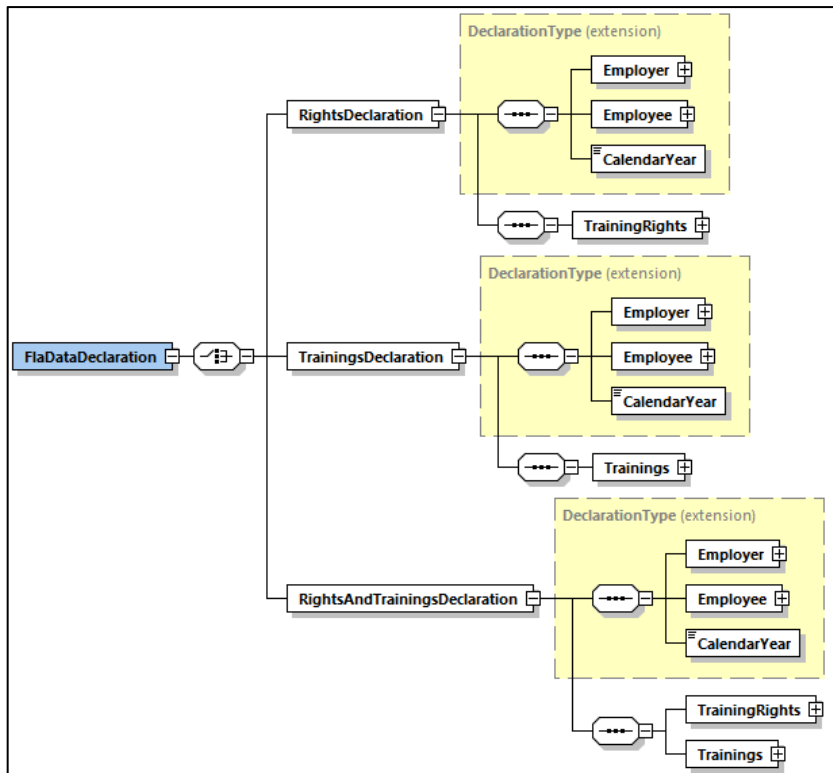 DeclarationType (extension)
Employer
RightsDeclaration
Employee
CalendarYear
TrainingRights
DeclarationType (extension)
Employer
FlaDataDeclaration
TrainingsDeclaration
Employee
CalendarYear
Trainings
DeclarationType (extension)
Employer
RightsAndTrainingsDeclaration
Employee
CalendarYear
TrainingRights
Trainings